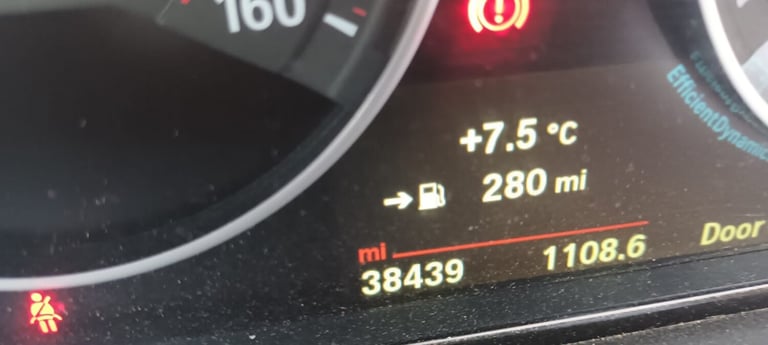 160
+7.5 °C
280 mi
mi
38439
1108.6
Door
EfficientDynamics